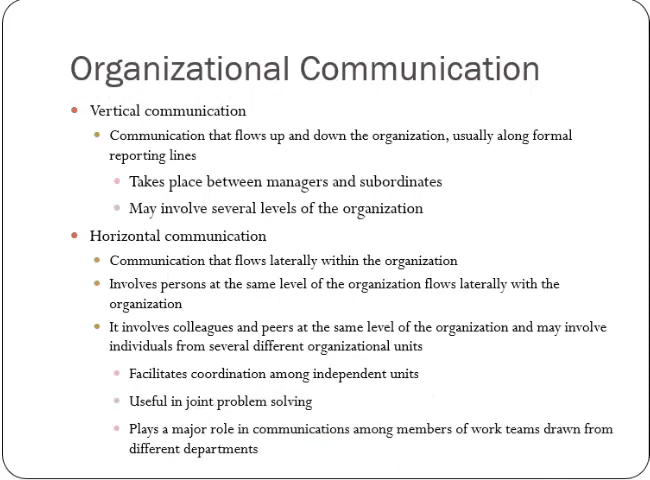 Organizational Communication
Vertical communication
Communication that flows up and down the organization, usually along formal
reporting lines
Takes place between managers and subordinates
May involve several levels of the organization
Horizontal communication
Communication that flows laterally within the organization
Involves persons at the same level of the organization flows laterally with the
organization
It involves colleagues and peers at the same level of the organization and may involve
individuals from several different organizational units
Facilitates coordination among independent units
Useful in joint problem solving
Plays a major role in communications among members of work teams drawn from
different departments